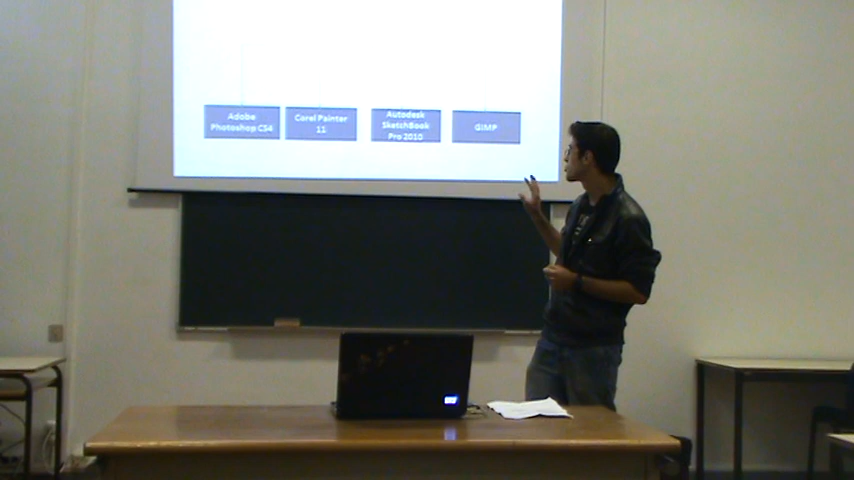 Adobe
Photoshop CS4
Corel Painter
11
Autodesk
SketchBook
Pro 2010
GIMP